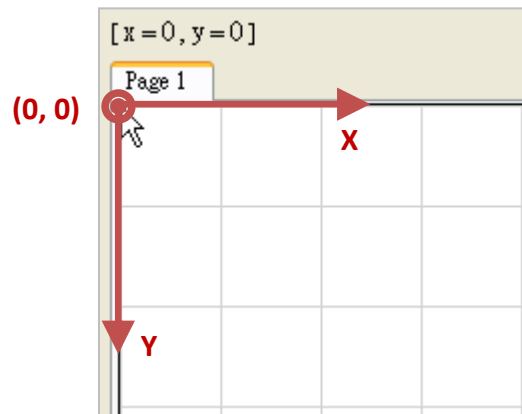 [x=0, y=0]
Page 1
(0, 0)
X
Y